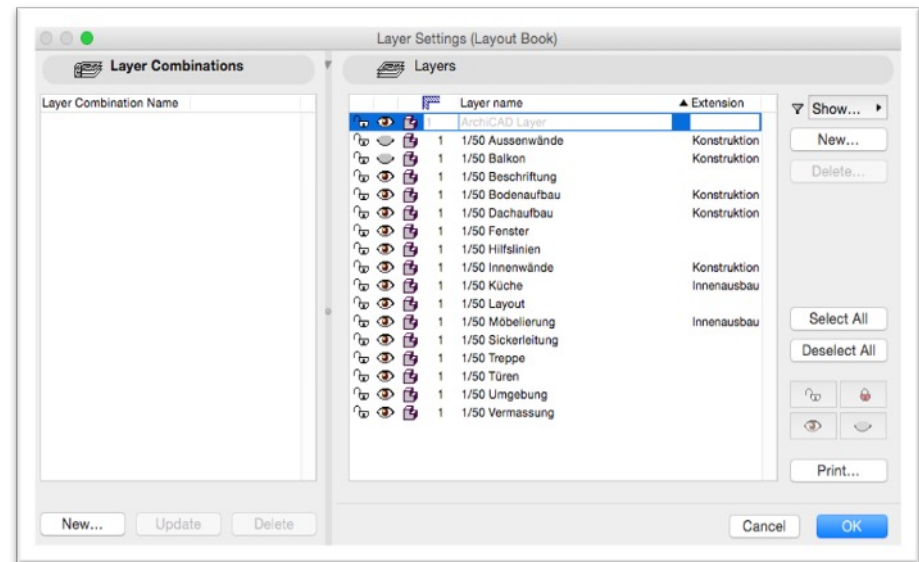 Layer Settings (Layout Book)
Layer Combinations
Layers
Layer Combination Name
Layer name ▲ Extension
Show...
1 ArchiCAD Layer
1 1/50 Aussenwände Konstruktion
New...
1 1/50 Balkon Konstruktion
1 1/50 Beschriftung
Delete...
1 1/50 Bodenaufbau Konstruktion
1 1/50 Dachaufbau Konstruktion
1 1/50 Fenster
1 1/50 Hilfslinien
1 1/50 Innenwände Konstruktion
1 1/50 Küche Innenausbau
1 1/50 Layout
1 1/50 Möbelierung Innenausbau
Select All
1 1/50 Sickerleitung
1 1/50 Treppe
Deselect All
1 1/50 Türen
1 1/50 Umgebung
1 1/50 Vermassung
Print...
New... Update Delete
Cancel OK